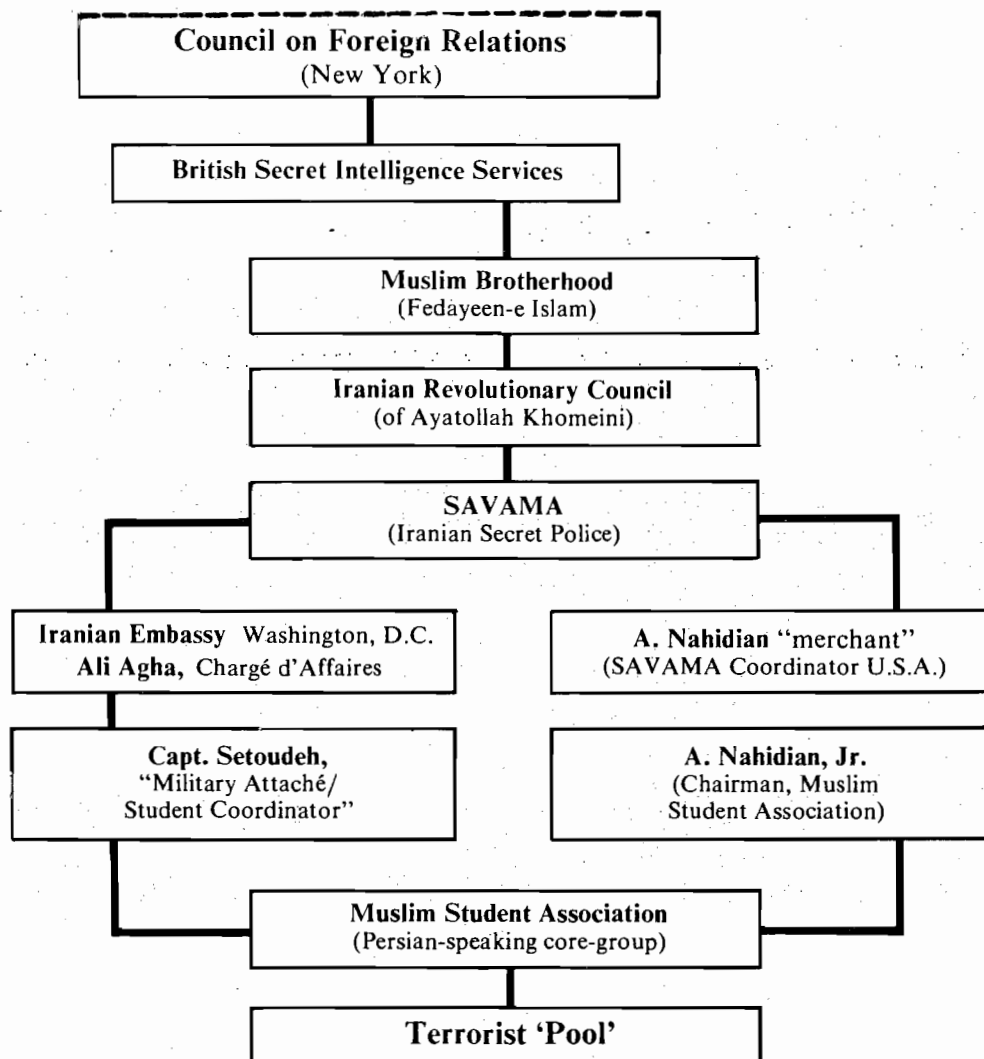 Council on Foreign Relations
(New York)
British Secret Intelligence Services
Muslim Brotherhood
(Fedayeen-e Islam)
Iranian Revolutionary Council
(of Ayatollah Khomeini)
SAVAMA
(Iranian Secret Police)
Iranian Embassy Washington, D.C.
Ali Agha, Chargé d'Affaires
A. Nahidian “merchant”
(SAVAMA Coordinator U.S.A.)
Capt. Setoudeh,
“Military Attaché/
Student Coordinator”
A. Nahidian, Jr.
(Chairman, Muslim
Student Association)
Muslim Student Association
(Persian-speaking core-group)
Terrorist ‘Pool’